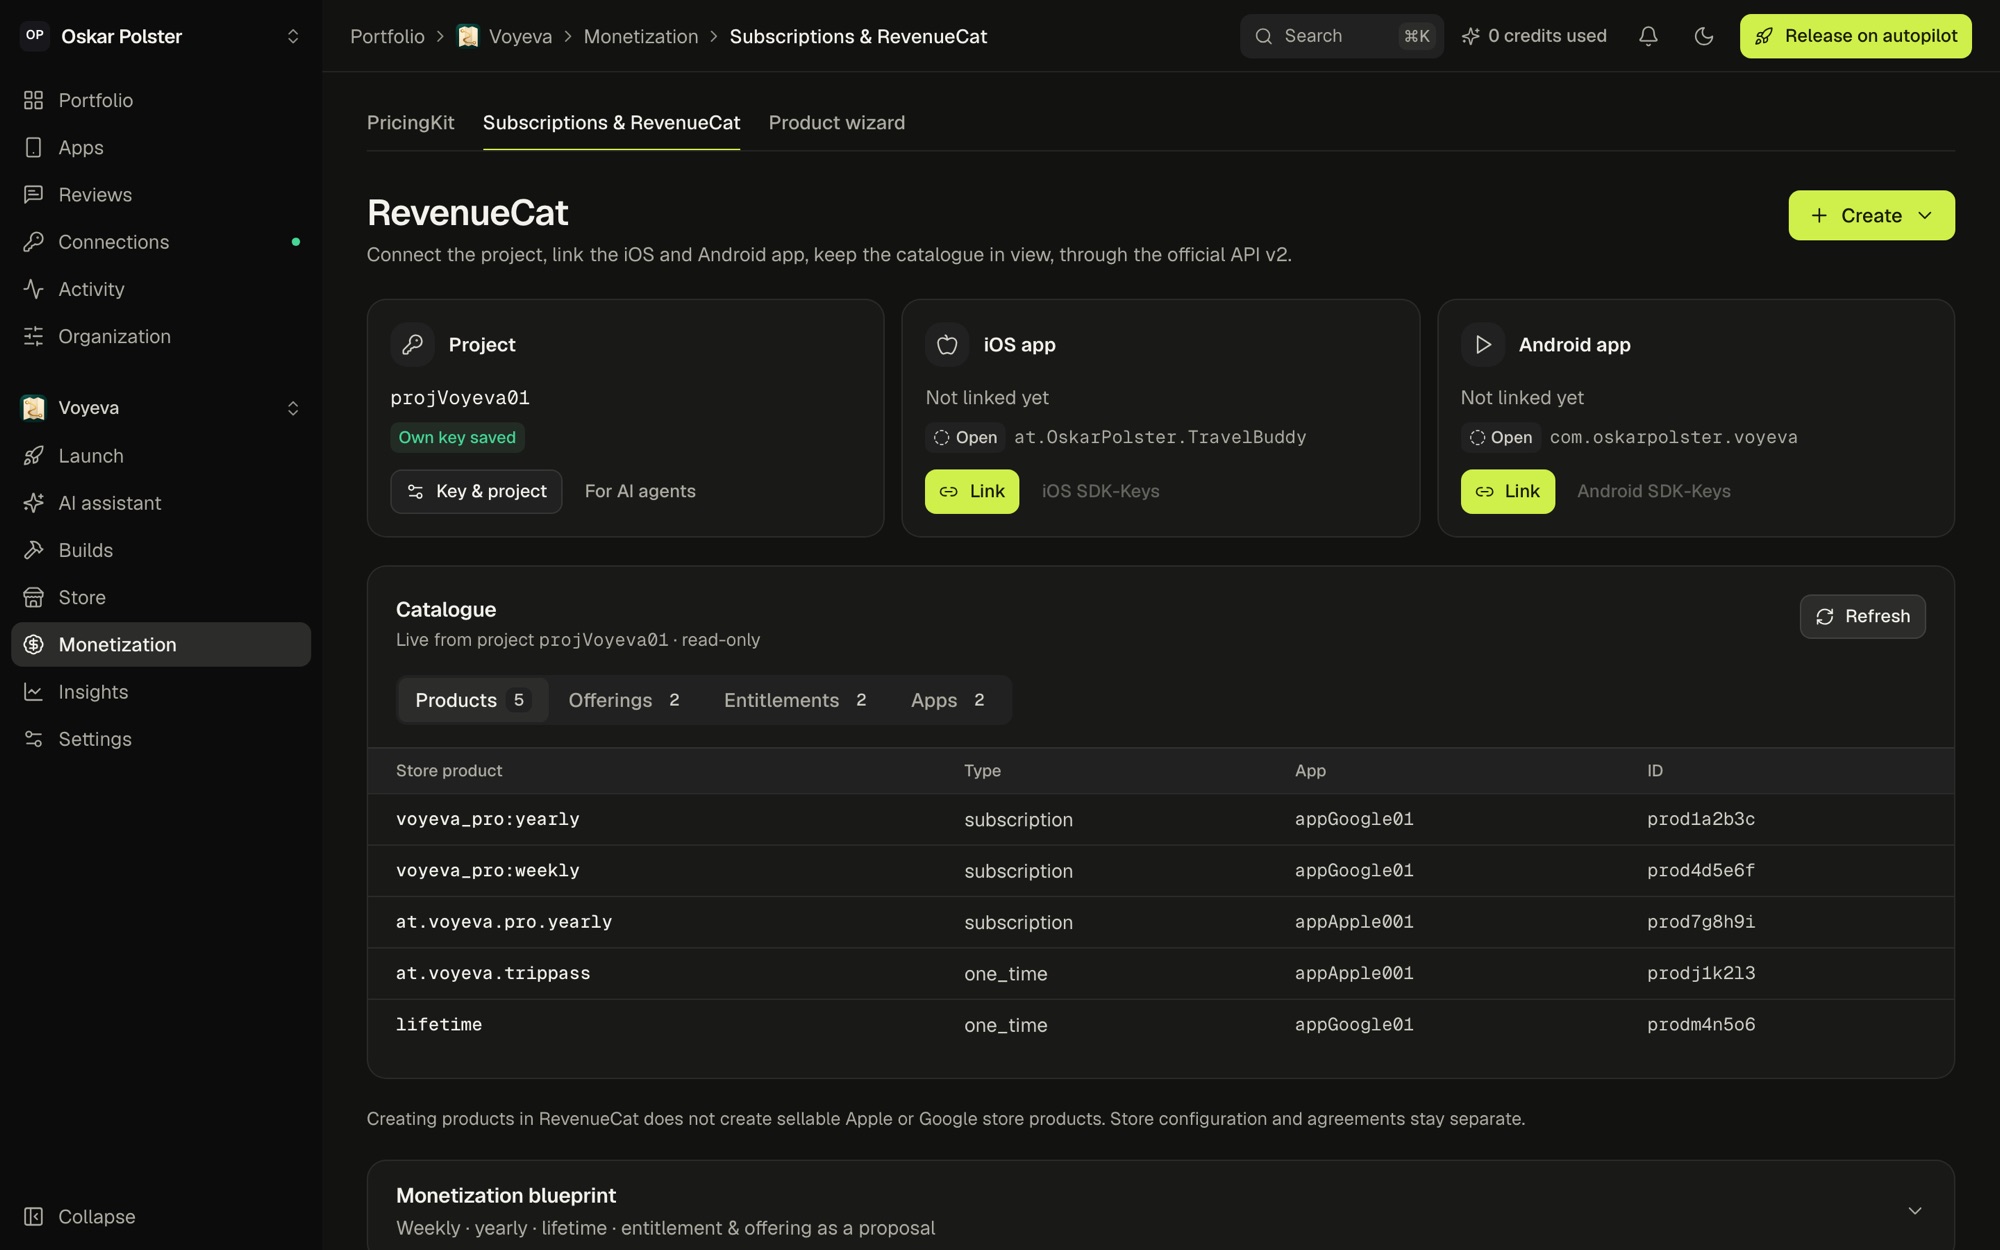 OP Oskar Polster
Portfolio
Apps
Reviews
Connections
Activity
Organization
Voyeva
Launch
AI assistant
Builds
Store
Monetization
Insights
Settings
Collapse
Portfolio > Voyeva > Monetization > Subscriptions & RevenueCat
Search ⌘K
0 credits used
Release on autopilot
PricingKit Subscriptions & RevenueCat Product wizard
RevenueCat
Connect the project, link the iOS and Android app, keep the catalogue in view, through the official API v2.
Create
Project
projVoyeva01
Own key saved
Key & project For AI agents
iOS app
Not linked yet
Open at.OskarPolster.TravelBuddy
Link iOS SDK-Keys
Android app
Not linked yet
Open com.oskarpolster.voyeva
Link Android SDK-Keys
Catalogue
Live from project projVoyeva01 · read-only
Refresh
Products 5 Offerings 2 Entitlements 2 Apps 2
Store product Type App ID
voyeva_pro:yearly subscription appGoogle01 prod1a2b3c
voyeva_pro:weekly subscription appGoogle01 prod4d5e6f
at.voyeva.pro.yearly subscription appApple001 prod7g8h9i
at.voyeva.trippass one_time appApple001 prodj1k2l3
lifetime one_time appGoogle01 prodm4n5o6
Creating products in RevenueCat does not create sellable Apple or Google store products. Store configuration and agreements stay separate.
Monetization blueprint
Weekly · yearly · lifetime · entitlement & offering as a proposal